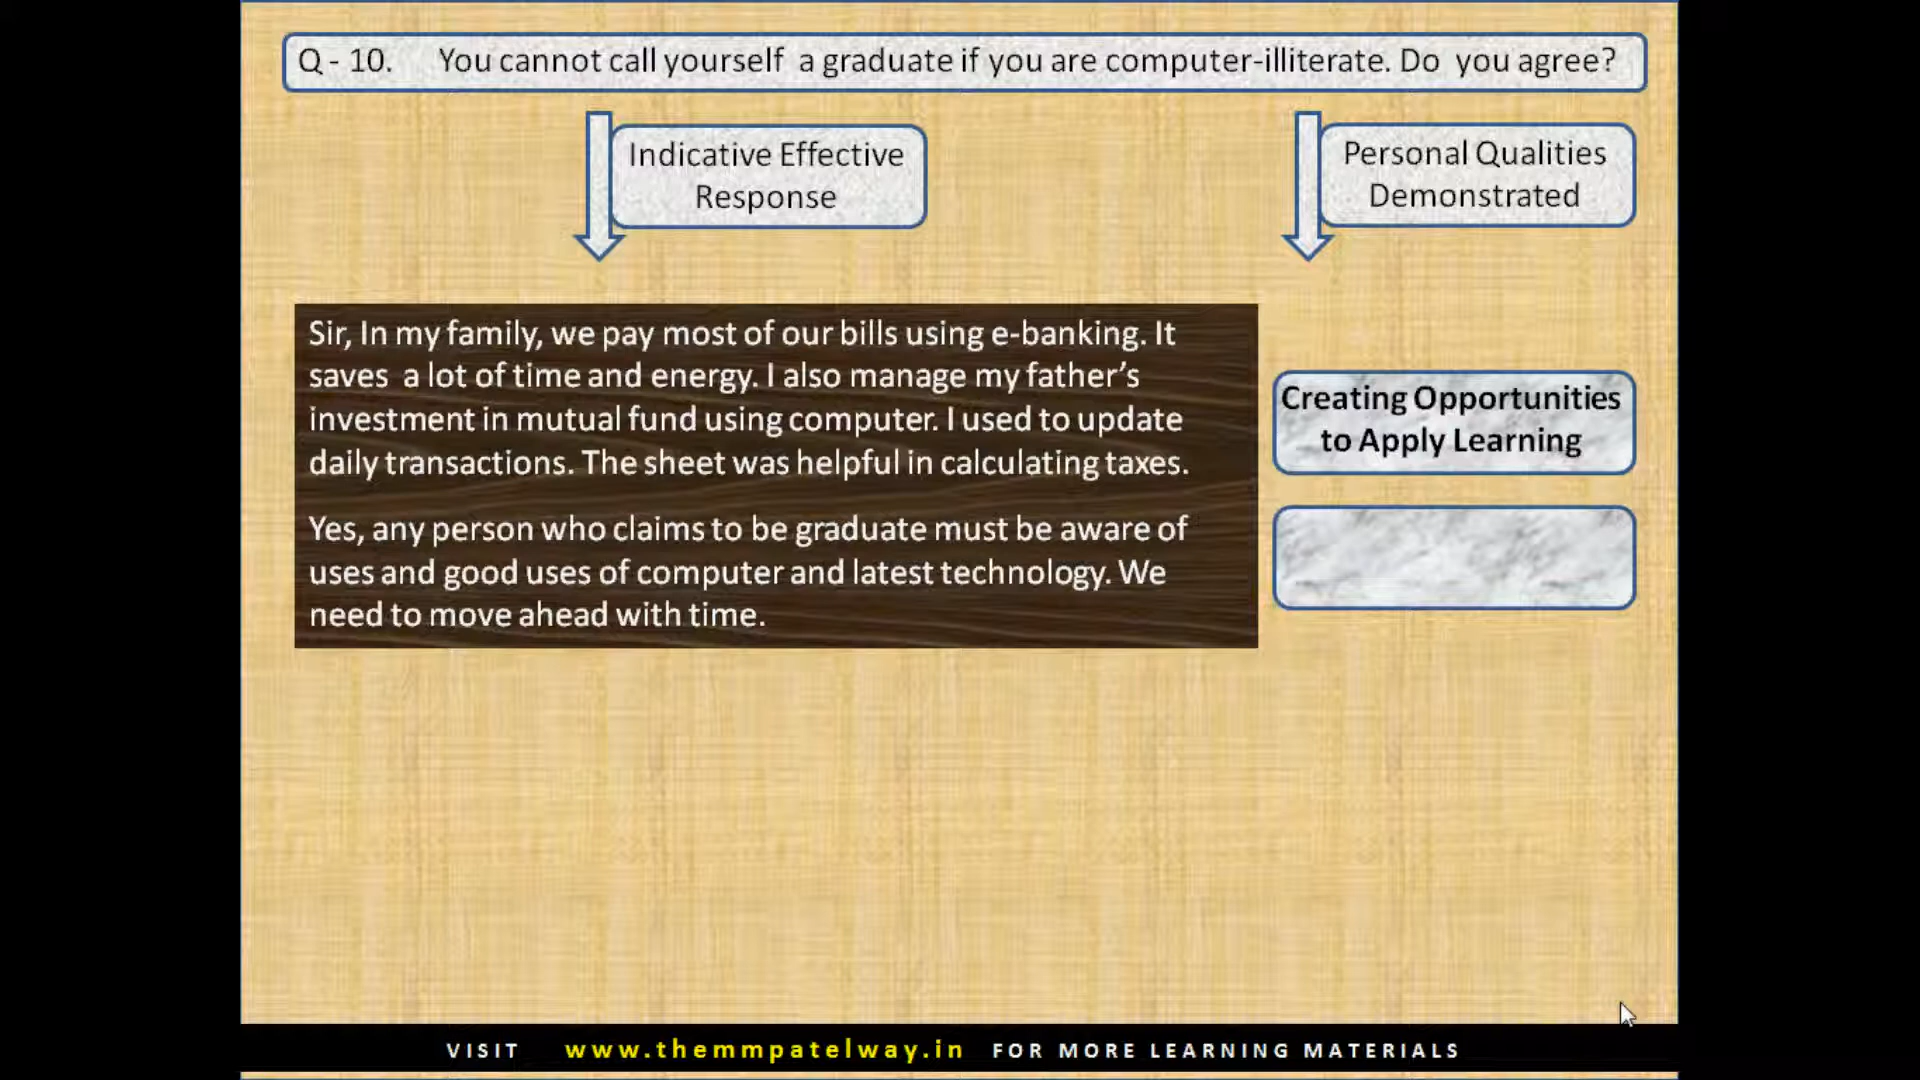 Q - 10. You cannot call yourself a graduate if you are computer-illiterate. Do you agree?
Indicative Effective
Response
Personal Qualities
Demonstrated
Sir, In my family, we pay most of our bills using e-banking. It
saves a lot of time and energy. I also manage my father’s
investment in mutual fund using computer. I used to update
daily transactions. The sheet was helpful in calculating taxes.
Yes, any person who claims to be graduate must be aware of
uses and good uses of computer and latest technology. We
need to move ahead with time.
Creating Opportunities
to Apply Learning
VISIT www.themmpatelway.in FOR MORE LEARNING MATERIALS